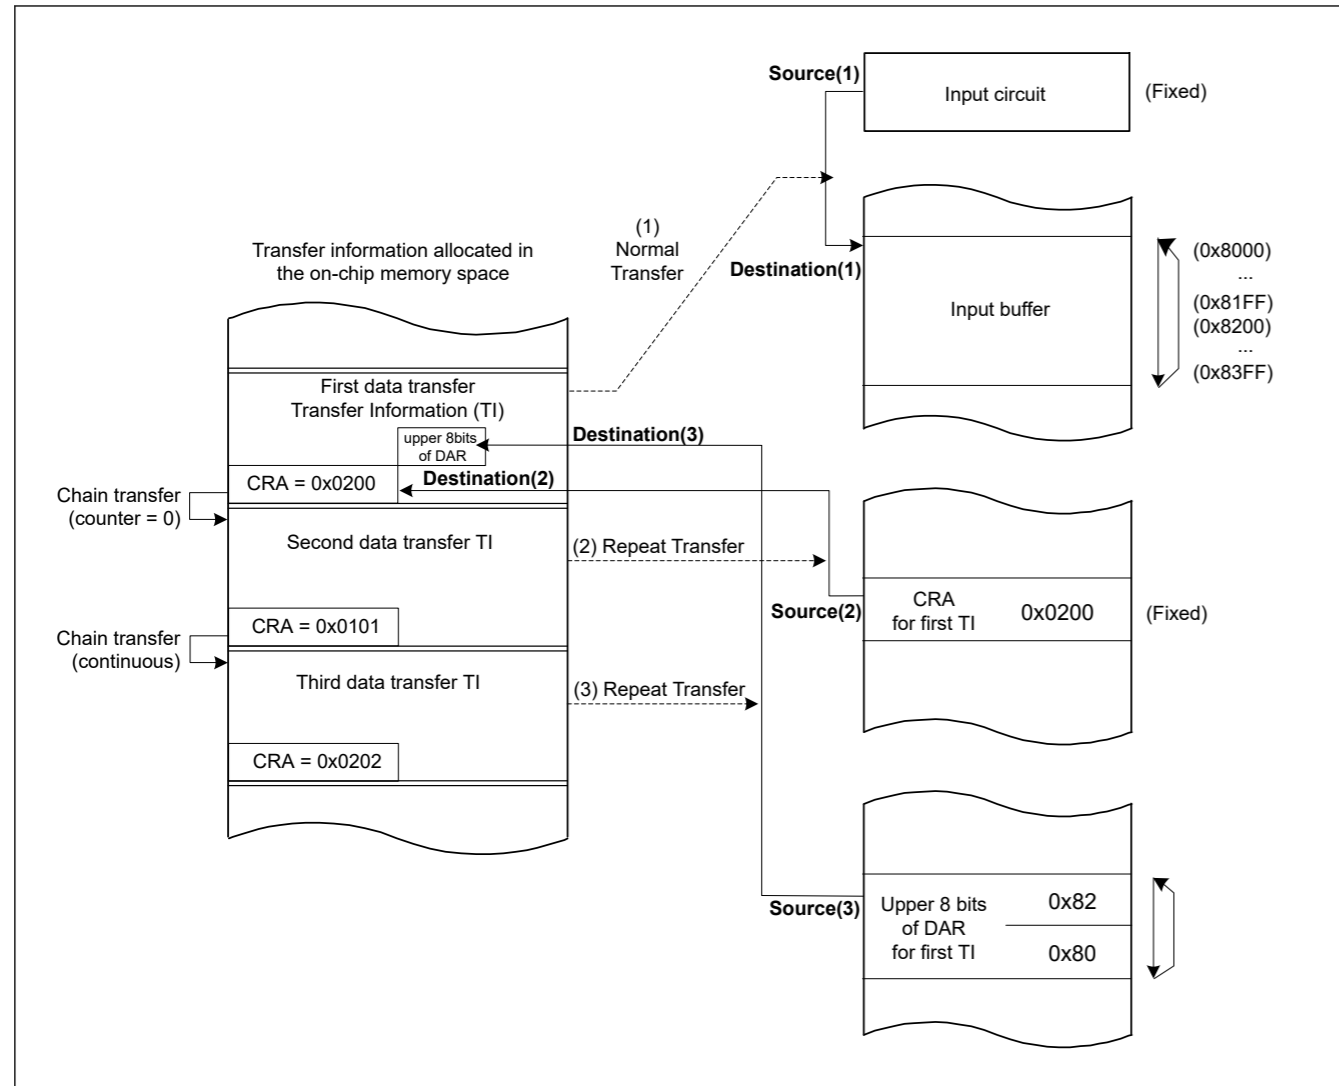 Source(1)
Input circuit
(Fixed)
(1)
Normal
Transfer
Transfer information allocated in
the on-chip memory space
Destination(1)
Input buffer
(0x8000)
...
(0x81FF)
(0x8200)
...
(0x83FF)
First data transfer
Transfer Information (TI)
upper 8bits
of DAR
Destination(3)
CRA = 0x0200
Destination(2)
Chain transfer
(counter = 0)
Second data transfer TI
(2) Repeat Transfer
CRA = 0x0101
Source(2)
CRA
for first TI
0x0200
(Fixed)
Chain transfer
(continuous)
Third data transfer TI
(3) Repeat Transfer
CRA = 0x0202
Source(3)
Upper 8 bits
of DAR
for first TI
0x82
0x80